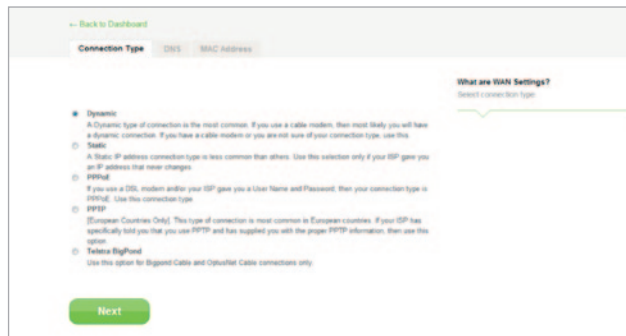 ← Back to Dashboard
Connection Type
DNS
MAC Address
What are WAN Settings?
Select connection type
Dynamic
A Dynamic type of connection is the most common. If you use a cable modem, then most likely you will have
a dynamic connection. If you have a cable modem or you are not sure of your connection type, use this.
Static
A Static IP address connection type is less common than others. Use this selection only if your ISP gave you
an IP address that never changes.
PPPoE
If you use a DSL modem and/or your ISP gave you a User Name and Password, then your connection type is
PPPoE. Use this connection type.
PPTP
[European Countries Only]. This type of connection is most common in European countries. If your ISP has
specifically told you that you use PPTP and has supplied you with the proper PPTP information, then use this
option.
Telstra BigPond
Use this option for Bigpond Cable and OptusNet Cable connections only.
Next